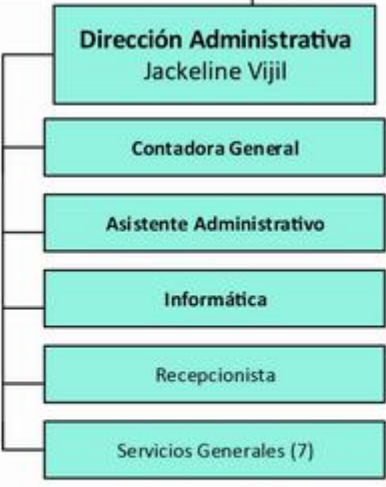 Dirección Administrativa
Jackeline Vijil
Contadora General
Asistente Administrativo
Informática
Recepcionista
Servicios Generales (7)